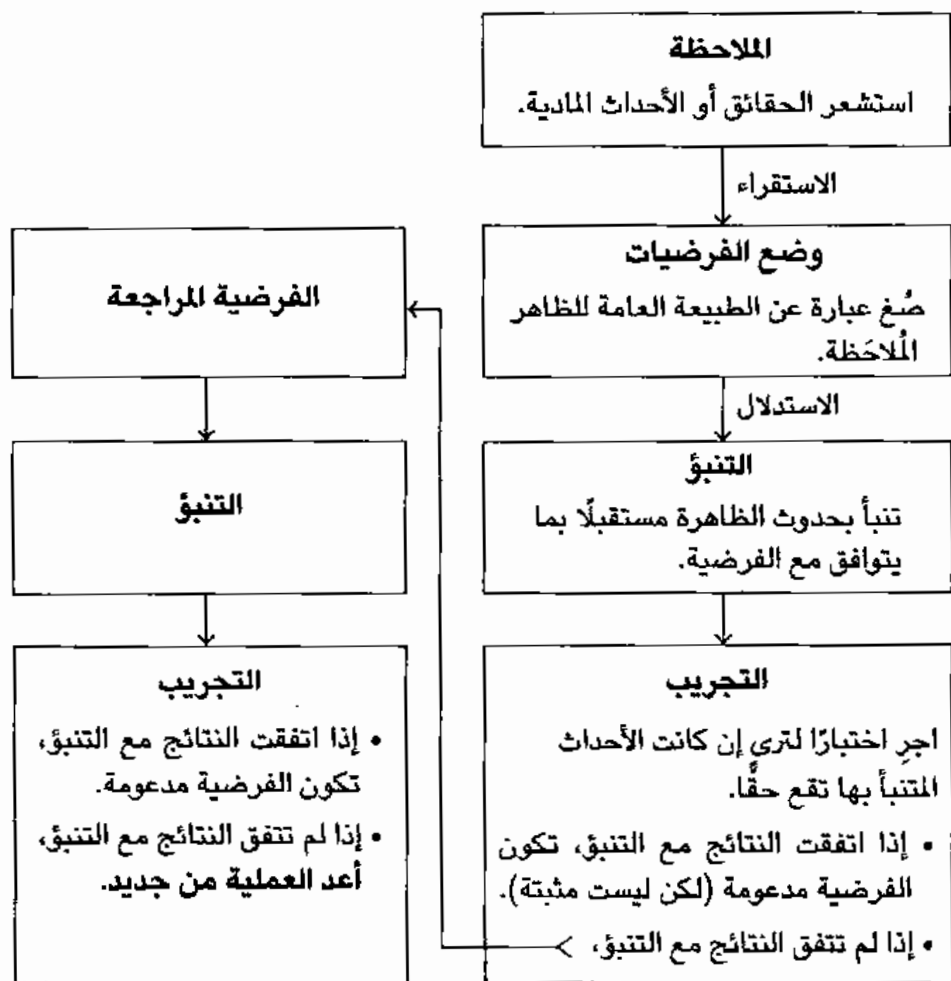 الملاحظة
استشعر الحقائق أو الأحداث المادية.
الاستقراء
وضع الفرضيات
صُغ عبارة عن الطبيعة العامة للظاهر
المُلاحَظة.
الاستدلال
التنبؤ
تنبأ بحدوث الظاهرة مستقبلًا بما
يتوافق مع الفرضية.
التجريب
اجرِ اختبارًا لترى إن كانت الأحداث
المتنبأ بها تقع حقًّا.
• إذا اتفقت النتائج مع التنبؤ، تكون
الفرضية مدعومة (لكن ليست مثبتة).
• إذا لم تتفق النتائج مع التنبؤ،
الفرضية المراجعة
التنبؤ
التجريب
• إذا اتفقت النتائج مع التنبؤ،
تكون الفرضية مدعومة.
• إذا لم تتفق النتائج مع التنبؤ،
أعد العملية من جديد.